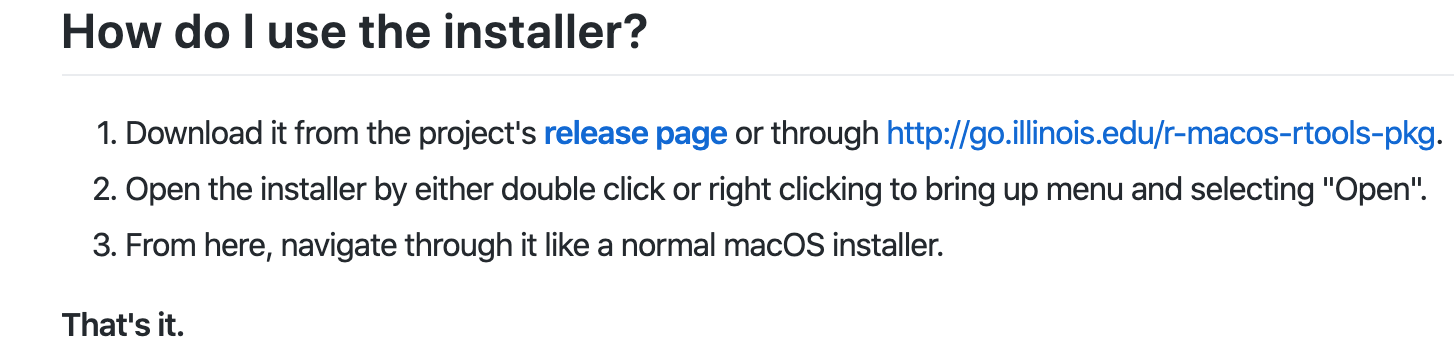 How do I use the installer?
1. Download it from the project's release page or through http://go.illinois.edu/r-macos-rtools-pkg.
2. Open the installer by either double click or right clicking to bring up menu and selecting "Open".
3. From here, navigate through it like a normal macOS installer.
That's it.